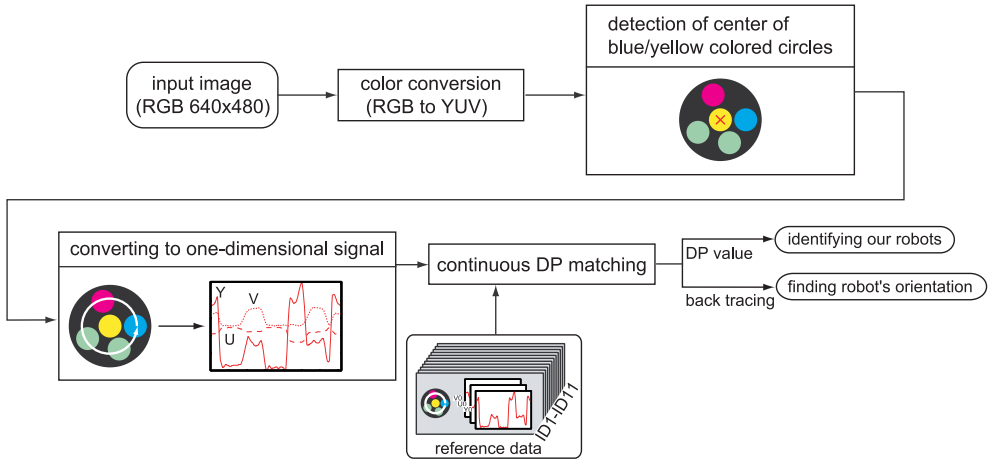 input image
(RGB 640x480)
color conversion
(RGB to YUV)
detection of center of
blue/yellow colored circles
converting to one-dimensional signal
Y
V
U
continuous DP matching
DP value
identifying our robots
back tracing
finding robot's orientation
ID1-ID11
reference data